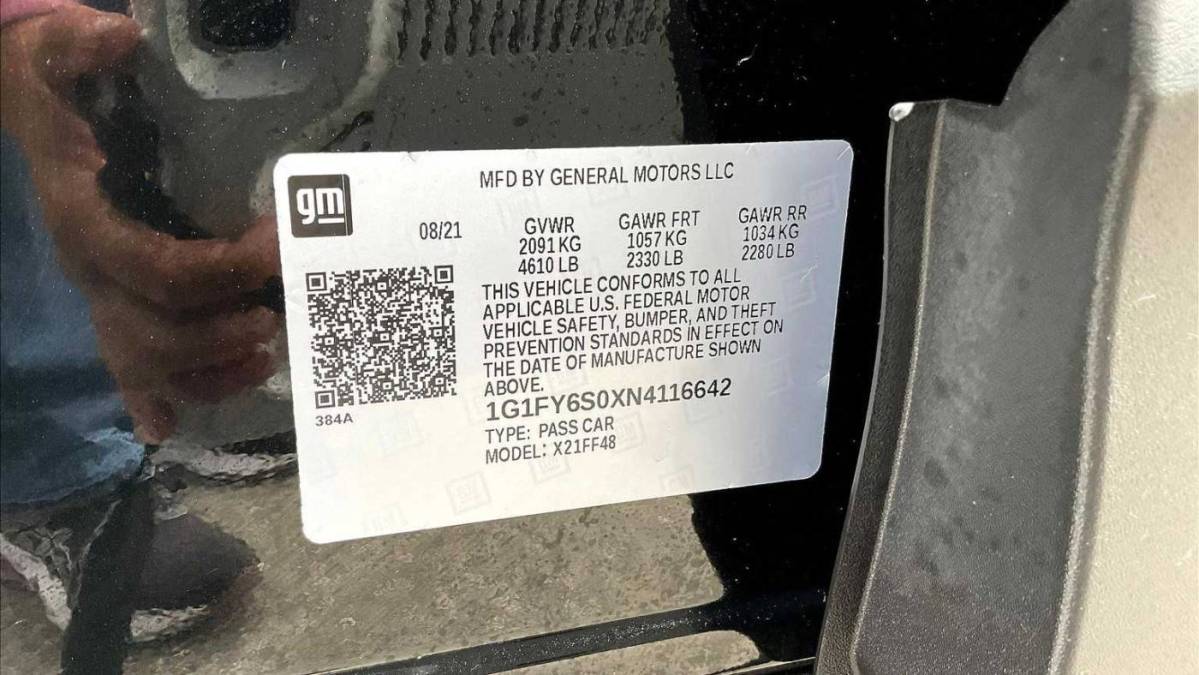 MFD BY GENERAL MOTORS LLC
gm
08/21
GVWR
2091 KG
4610 LB
GAWR FRT
1057 KG
2330 LB
GAWR RR
1034 KG
2280 LB
THIS VEHICLE CONFORMS TO ALL
APPLICABLE U.S. FEDERAL MOTOR
VEHICLE SAFETY, BUMPER, AND THEFT
PREVENTION STANDARDS IN EFFECT ON
THE DATE OF MANUFACTURE SHOWN
ABOVE.
384A
1G1FY6S0XN4116642
TYPE: PASS CAR
MODEL: X21FF48